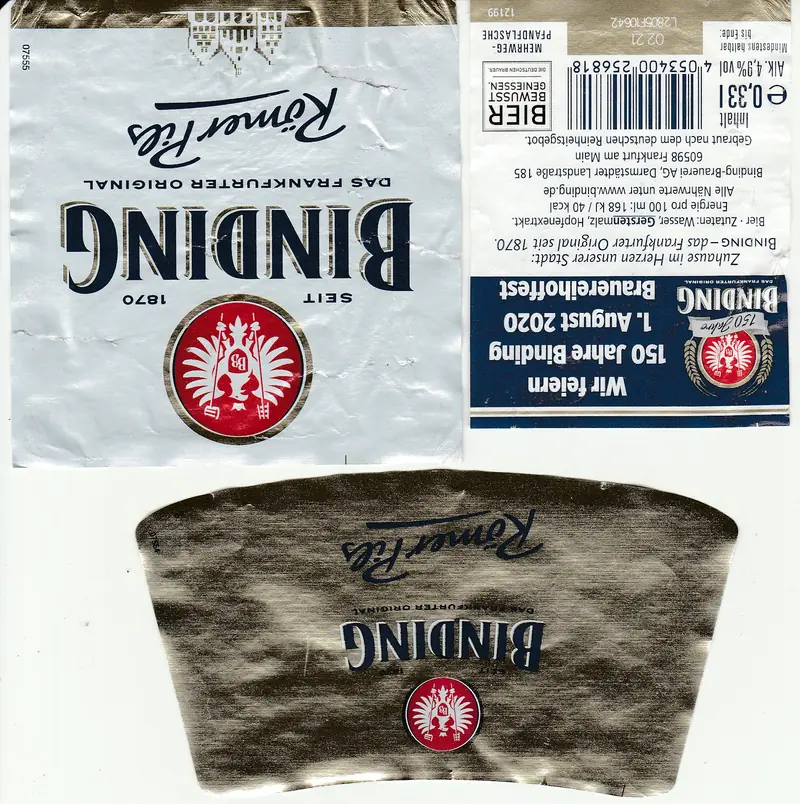 SEIT 1870
BINDING
DAS FRANKFURTER ORIGINAL
Römer Pils
07555
Wir feiern
150 Jahre Binding
1. August 2020
Brauereihoffest
150 Jahre
BINDING
DAS FRANKFURTER ORIGINAL
Zuhause im Herzen unserer Stadt:
BINDING – das Frankfurter Original seit 1870.
Bier · Zutaten: Wasser, Gerstenmalz, Hopfenextrakt.
Energie pro 100 ml: 168 kJ / 40 kcal
Alle Nährwerte unter www.binding.de
Binding-Brauerei AG, Darmstädter Landstraße 185
60598 Frankfurt am Main
Gebraut nach dem deutschen Reinheitsgebot.
Inhalt
℮ 0,33 l
Alk. 4,9% vol
4 053400 256818
BIER
BEWUSST
GENIESSEN.
DIE DEUTSCHEN BRAUER.
MEHRWEG-
PFANDFLASCHE
Mindestens haltbar
bis Ende:
02 21
L2805F10642
12199
SEIT
BINDING
DAS FRANKFURTER ORIGINAL
Römer Pils